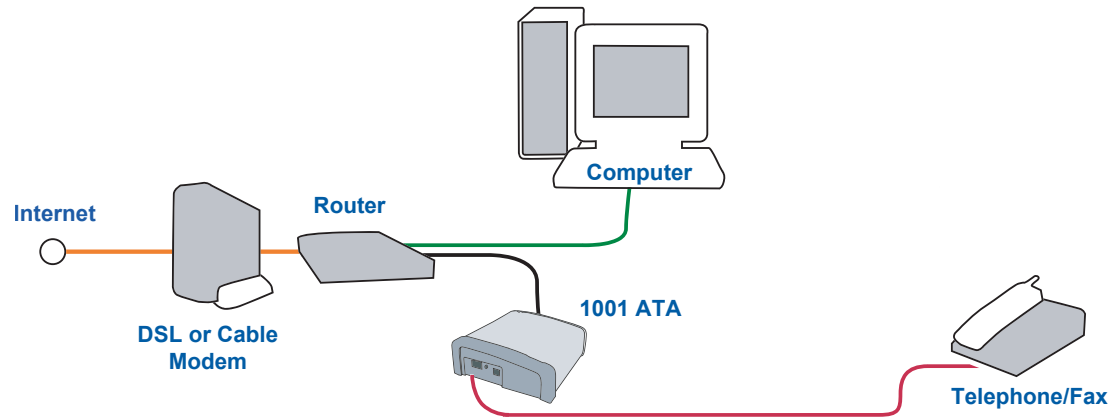 Computer
Internet
Router
1001 ATA
DSL or Cable
Modem
Telephone/Fax